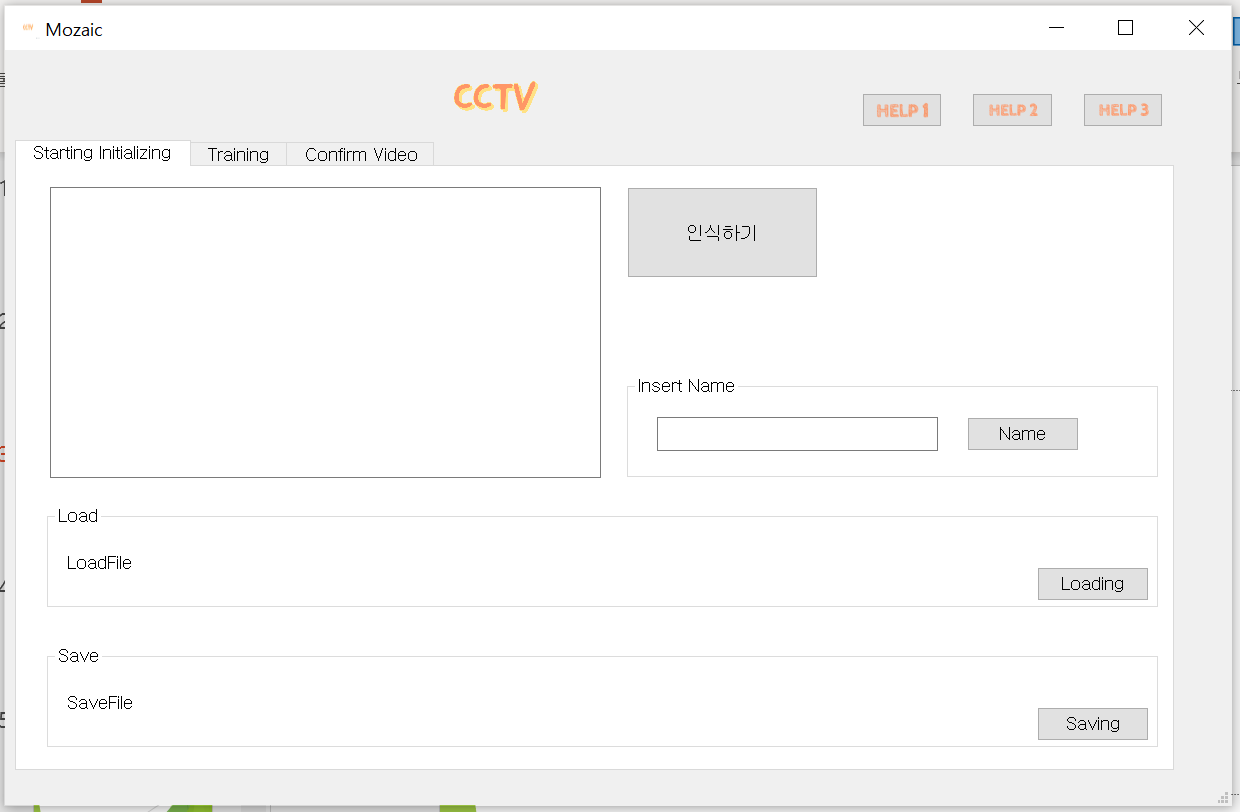 Mozaic
CCTV
HELP 1 HELP 2 HELP 3
Starting Initializing Training Confirm Video
인식하기
Insert Name
Name
Load
LoadFile
Loading
Save
SaveFile
Saving